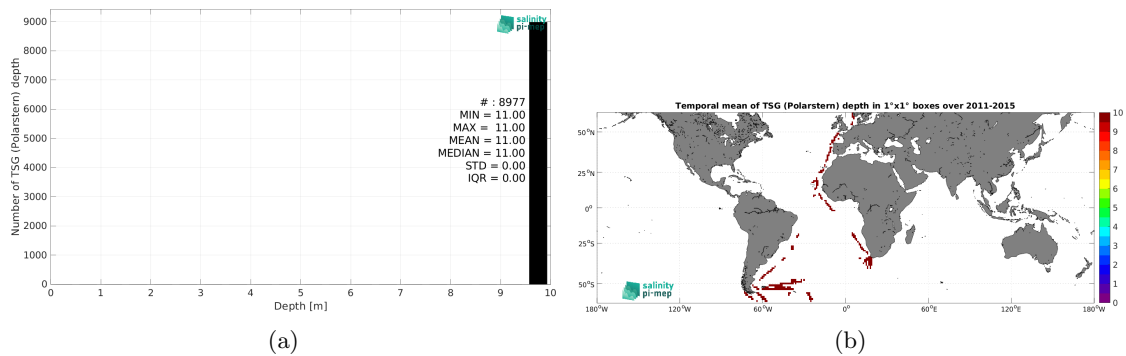 9000
8000
7000
6000
5000
4000
3000
2000
1000
0
Number of TSG (Polarstern) depth
salinity
pi-mep
# : 8977
MIN = 11.00
MAX = 11.00
MEAN = 11.00
MEDIAN = 11.00
STD = 0.00
IQR = 0.00
0 1 2 3 4 5 6 7 8 9 10
Depth [m]
(a)
Temporal mean of TSG (Polarstern) depth in 1°x1° boxes over 2011-2015
50°N
25°N
0°
25°S
50°S
salinity
pi-mep
180°W 120°W 60°W 0° 60°E 120°E 180°W
10
9
8
7
6
5
4
3
2
1
0
(b)